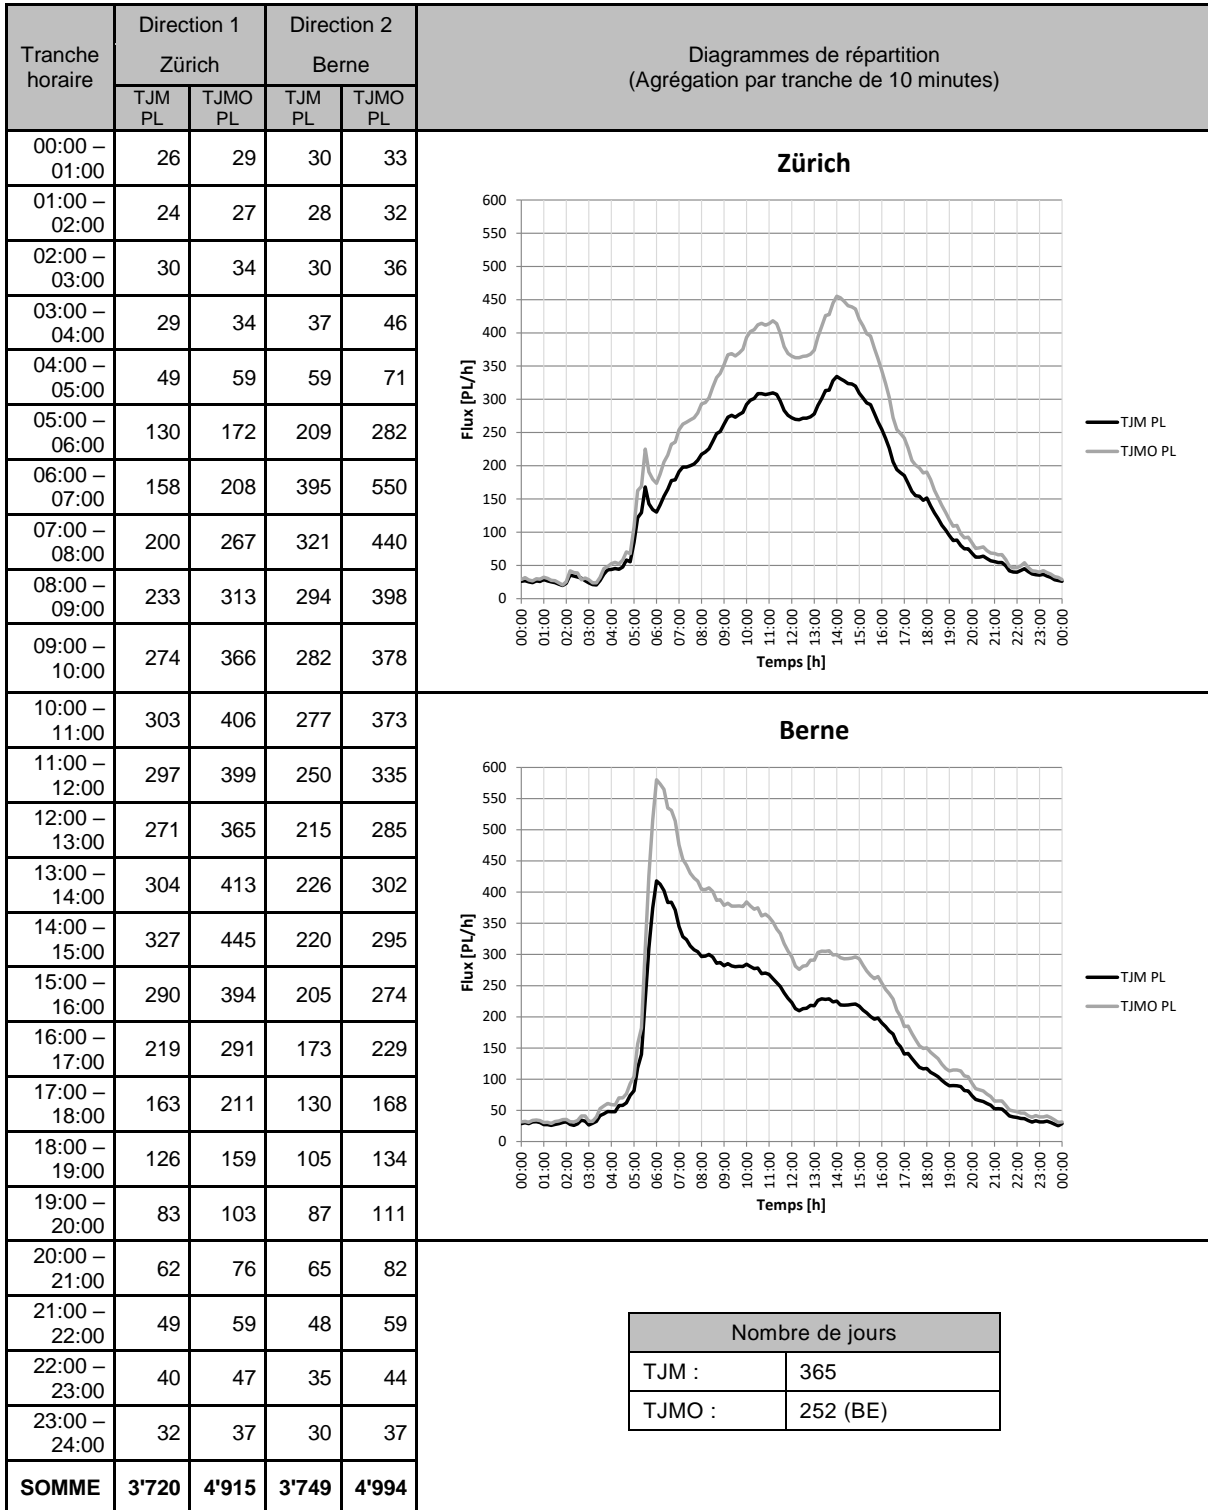 Tranche horaire
Direction 1
Direction 2
Diagrammes de répartition
(Agrégation par tranche de 10 minutes)
Zürich
Berne
TJM PL
TJMO PL
TJM PL
TJMO PL
00:00 – 01:00 26 29 30 33
01:00 – 02:00 24 27 28 32
02:00 – 03:00 30 34 30 36
03:00 – 04:00 29 34 37 46
04:00 – 05:00 49 59 59 71
05:00 – 06:00 130 172 209 282
06:00 – 07:00 158 208 395 550
07:00 – 08:00 200 267 321 440
08:00 – 09:00 233 313 294 398
09:00 – 10:00 274 366 282 378
10:00 – 11:00 303 406 277 373
11:00 – 12:00 297 399 250 335
12:00 – 13:00 271 365 215 285
13:00 – 14:00 304 413 226 302
14:00 – 15:00 327 445 220 295
15:00 – 16:00 290 394 205 274
16:00 – 17:00 219 291 173 229
17:00 – 18:00 163 211 130 168
18:00 – 19:00 126 159 105 134
19:00 – 20:00 83 103 87 111
20:00 – 21:00 62 76 65 82
21:00 – 22:00 49 59 48 59
22:00 – 23:00 40 47 35 44
23:00 – 24:00 32 37 30 37
SOMME 3'720 4'915 3'749 4'994
Zürich
Flux [PL/h]
600
550
500
450
400
350
300
250
200
150
100
50
0
00:00 01:00 02:00 03:00 04:00 05:00 06:00 07:00 08:00 09:00 10:00 11:00 12:00 13:00 14:00 15:00 16:00 17:00 18:00 19:00 20:00 21:00 22:00 23:00 00:00
Temps [h]
TJM PL
TJMO PL
Berne
Flux [PL/h]
600
550
500
450
400
350
300
250
200
150
100
50
0
00:00 01:00 02:00 03:00 04:00 05:00 06:00 07:00 08:00 09:00 10:00 11:00 12:00 13:00 14:00 15:00 16:00 17:00 18:00 19:00 20:00 21:00 22:00 23:00 00:00
Temps [h]
TJM PL
TJMO PL
Nombre de jours
TJM : 365
TJMO : 252 (BE)